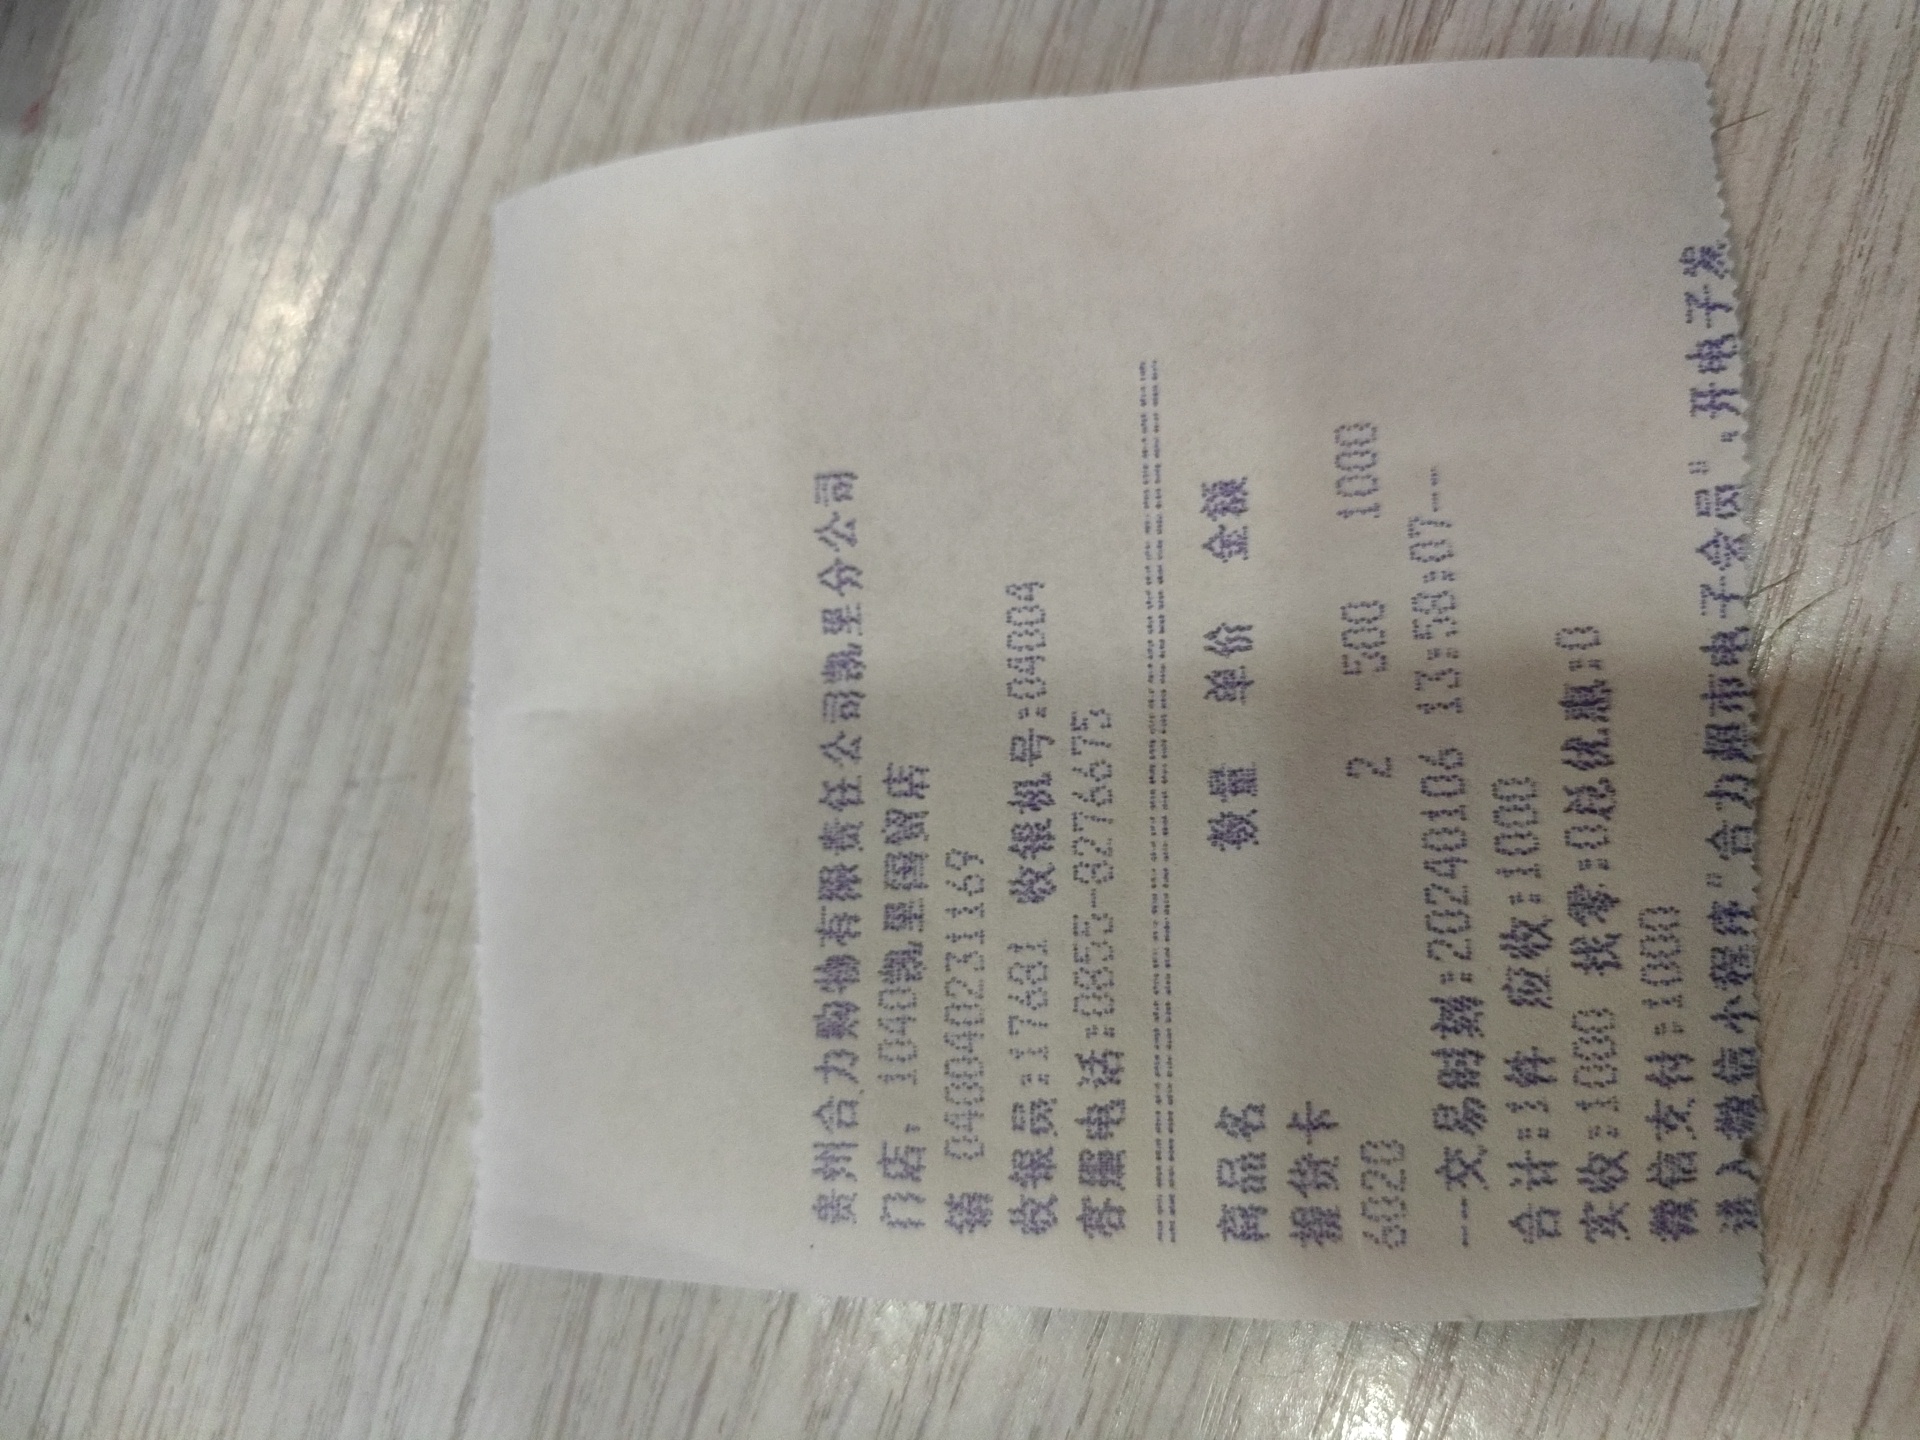 贵州合力购物有限责任公司凯里分公司
门店: 1040凯里国贸店
销 040040231169
收银员:17681 收银机号:04004
客服电话:0855-8276675
================================
商品名 数量 单价 金额
提货卡
6020 2 500 1000
---交易时刻:20240106 13:58:07---
合计:1件 应收:1000
实收:1000 找零:0总优惠:0
微信支付:1000
进入微信小程序"合力超市电子会员",开电子发